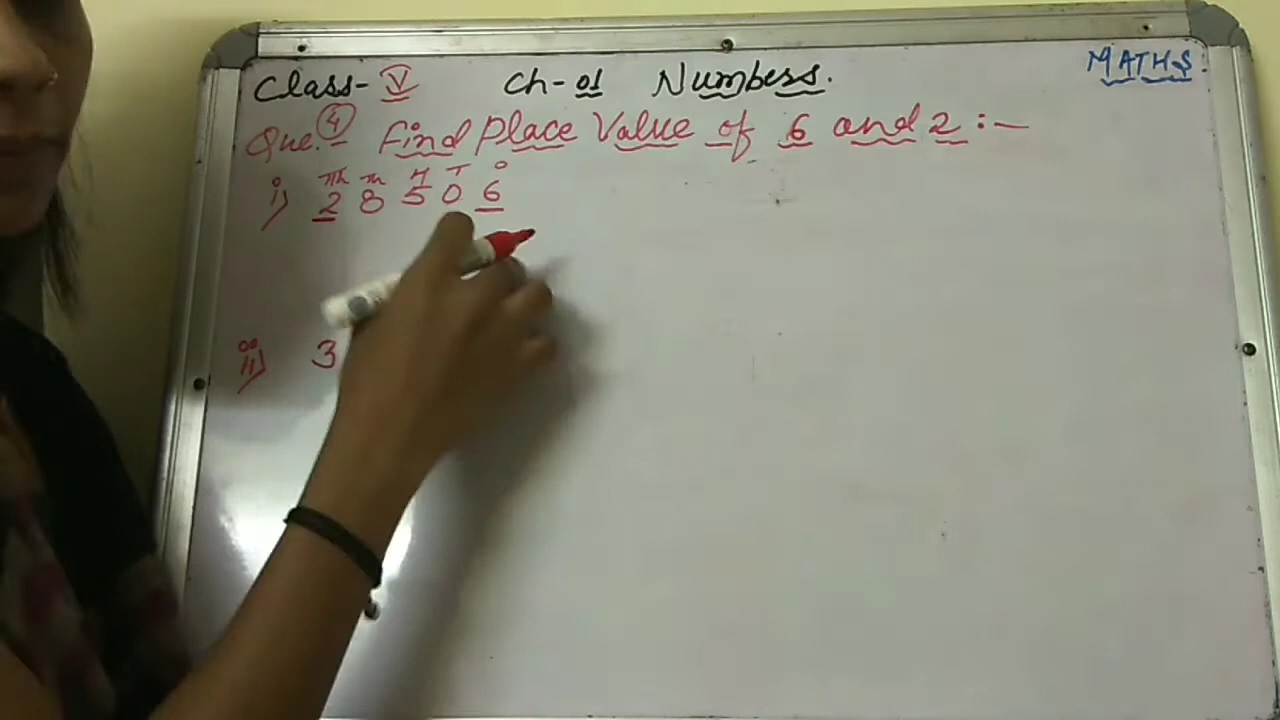 Class- V Ch-01 Numbers. MATHS.
Que. 4 Find Place Value of 6 and 2 :-
TTh Th H T O
i) 2 8 5 0 6
ii) 3